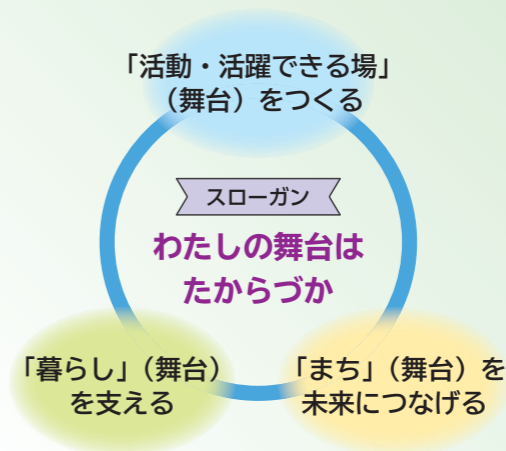 「活動・活躍できる場」
（舞台）をつくる
スローガン
わたしの舞台は
たからづか
「暮らし」（舞台）
を支える
「まち」（舞台）を
未来につなげる